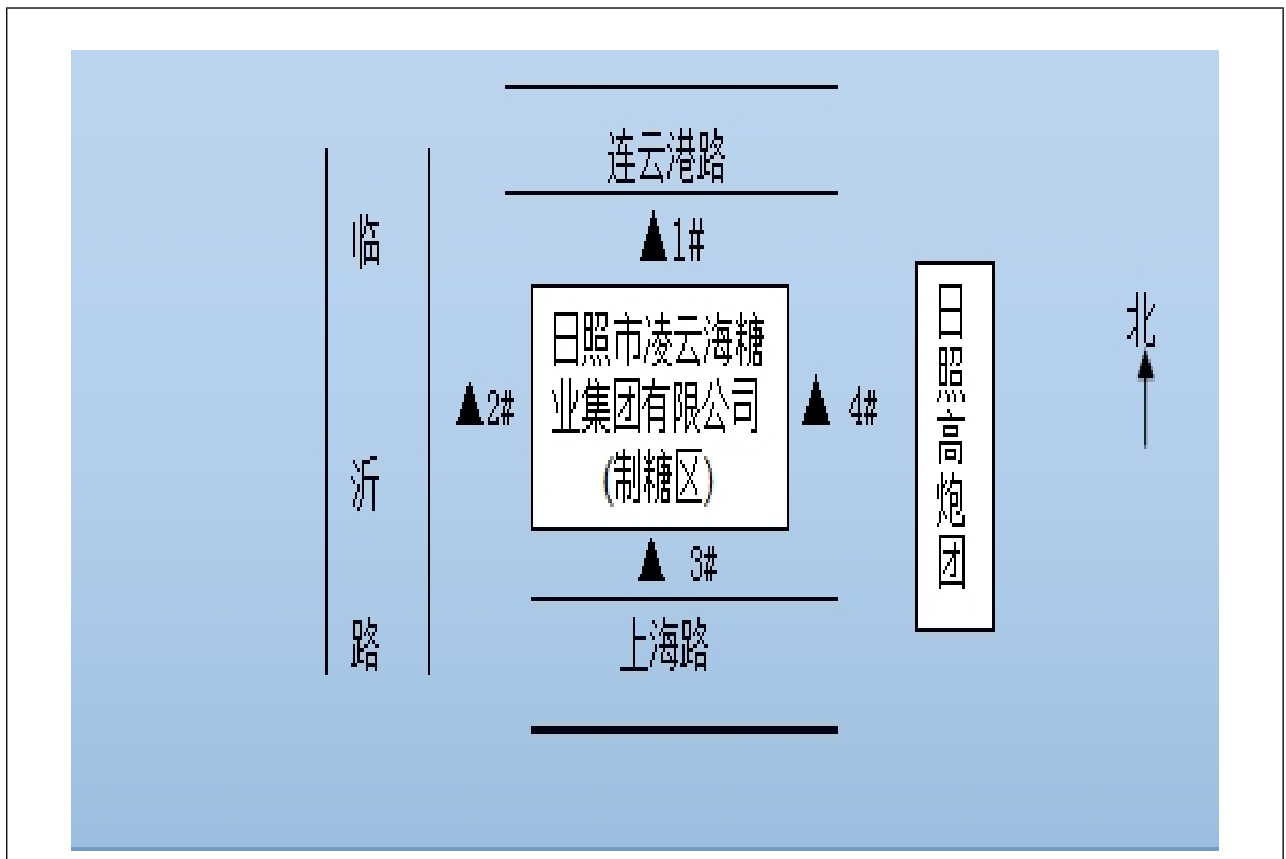 连云港路
▲1#
临沂路
日照市凌云海糖
业集团有限公司
(制糖区)
▲2#
▲ 4#
日照高炮团
北
▲ 3#
上海路